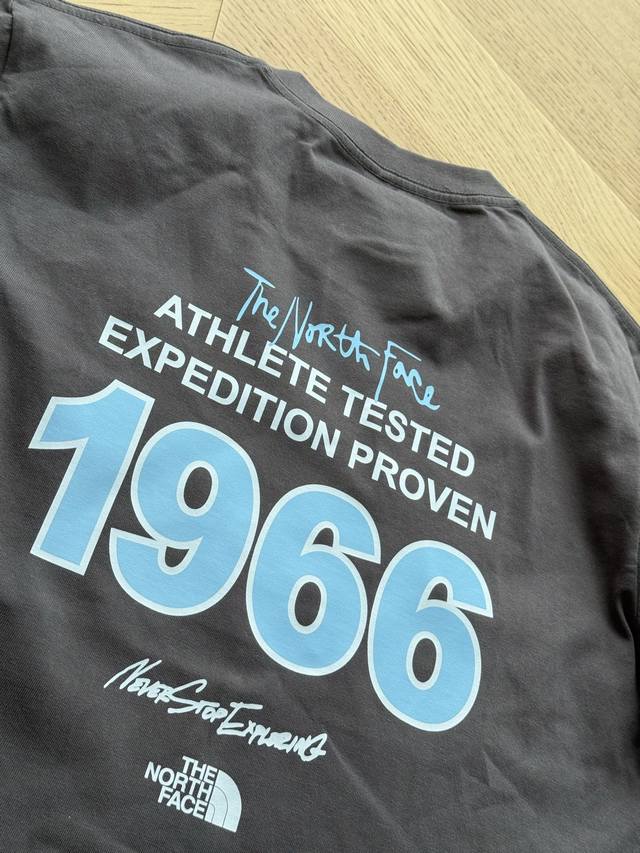 The North Face
ATHLETE TESTED
EXPEDITION PROVEN
1966
NEVER STOP EXPLORING
THE
NORTH
FACE